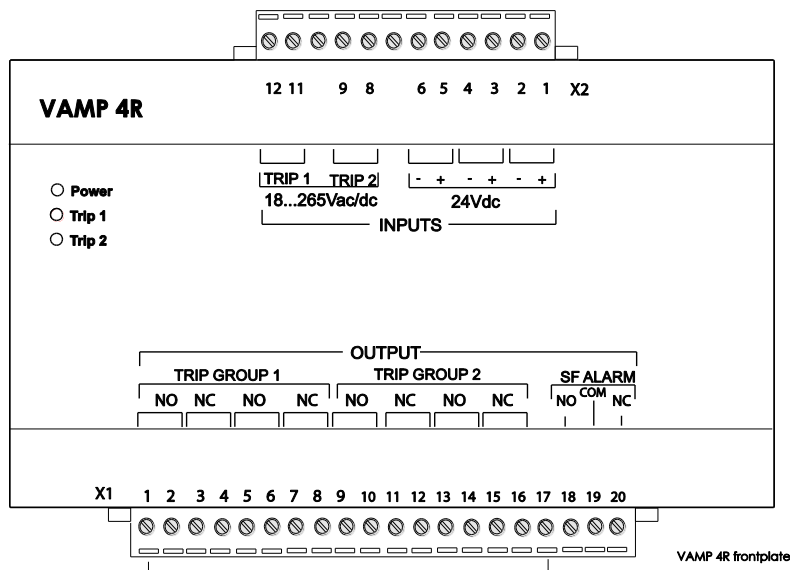 12 11 9 8 6 5 4 3 2 1 X2
VAMP 4R
TRIP 1 TRIP 2 - + - + - +
18...265Vac/dc 24Vdc
INPUTS
Power
Trip 1
Trip 2
OUTPUT
TRIP GROUP 1 TRIP GROUP 2 SF ALARM
NO NC NO NC NO NC NO NC NO COM NC
X1 1 2 3 4 5 6 7 8 9 10 11 12 13 14 15 16 17 18 19 20
VAMP 4R frontplate